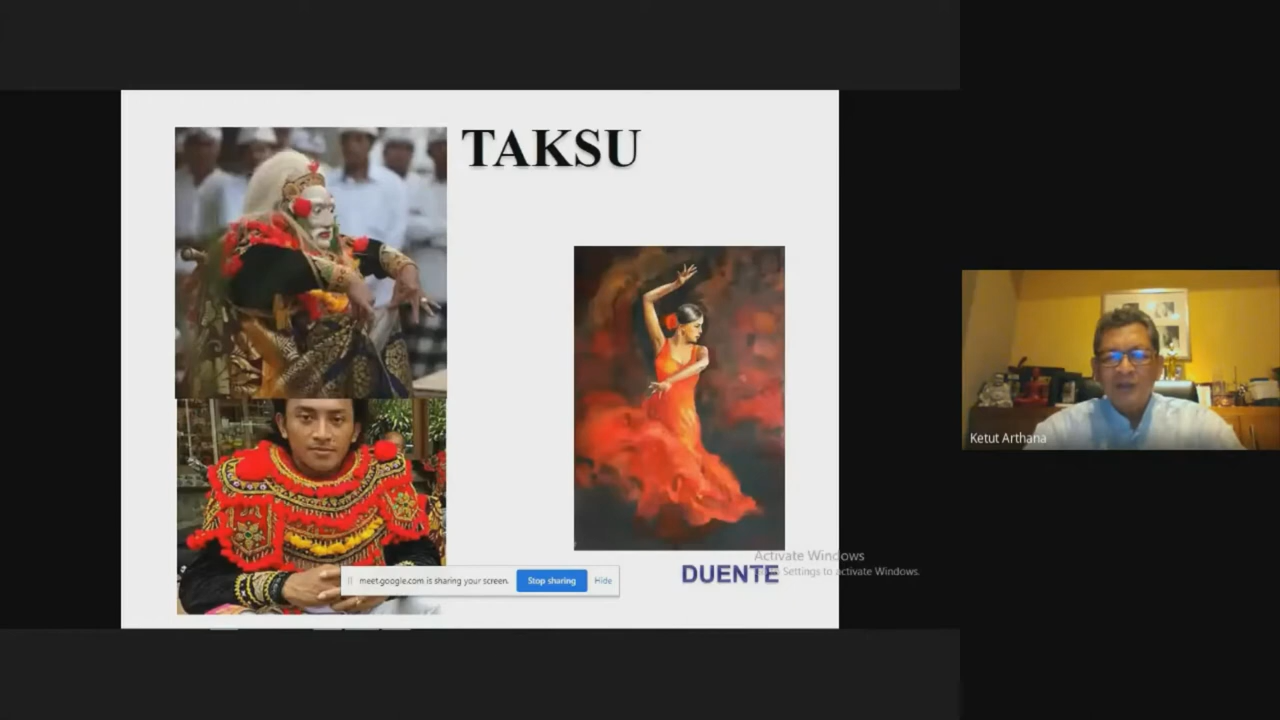 TAKSU
DUENTE
Activate Windows
Settings to activate Windows.
meet.google.com is sharing your screen.
Stop sharing
Hide
Ketut Arthana